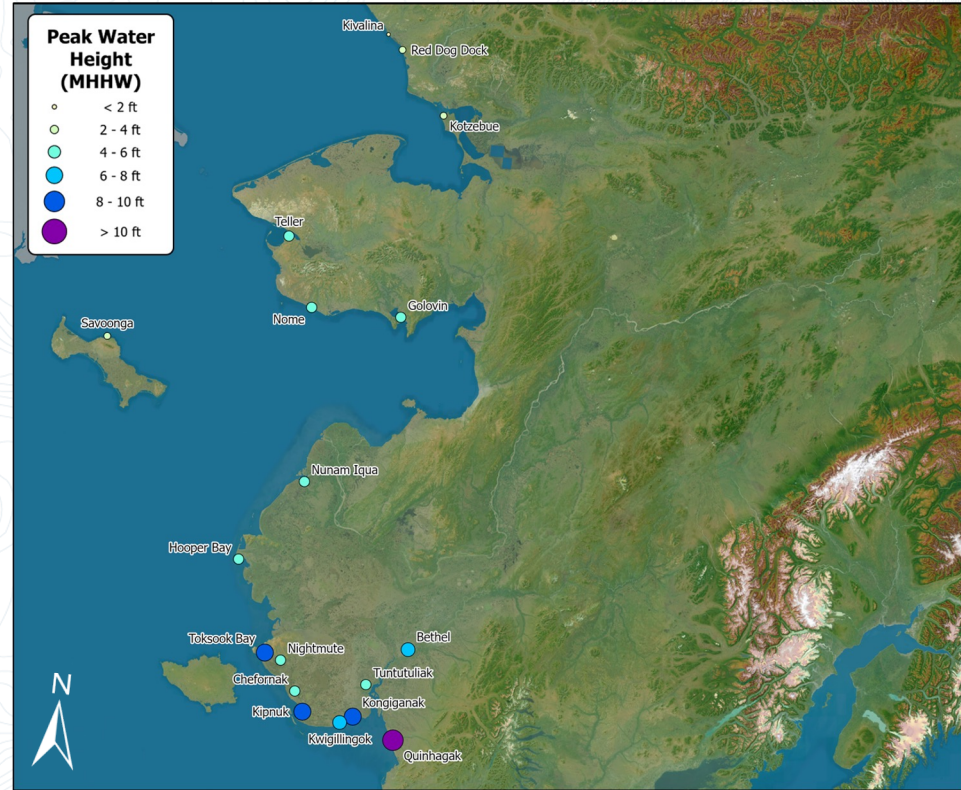 Peak Water
Height
(MHHW)
< 2 ft
2 - 4 ft
4 - 6 ft
6 - 8 ft
8 - 10 ft
> 10 ft
Kivalina
Red Dog Dock
Kotzebue
Teller
Nome
Golovin
Savoonga
Nunam Iqua
Hooper Bay
Toksook Bay
Nightmute
Bethel
Chefornak
Tuntutuliak
Kipnuk
Kongiganak
Kwigillingok
Quinhagak
N